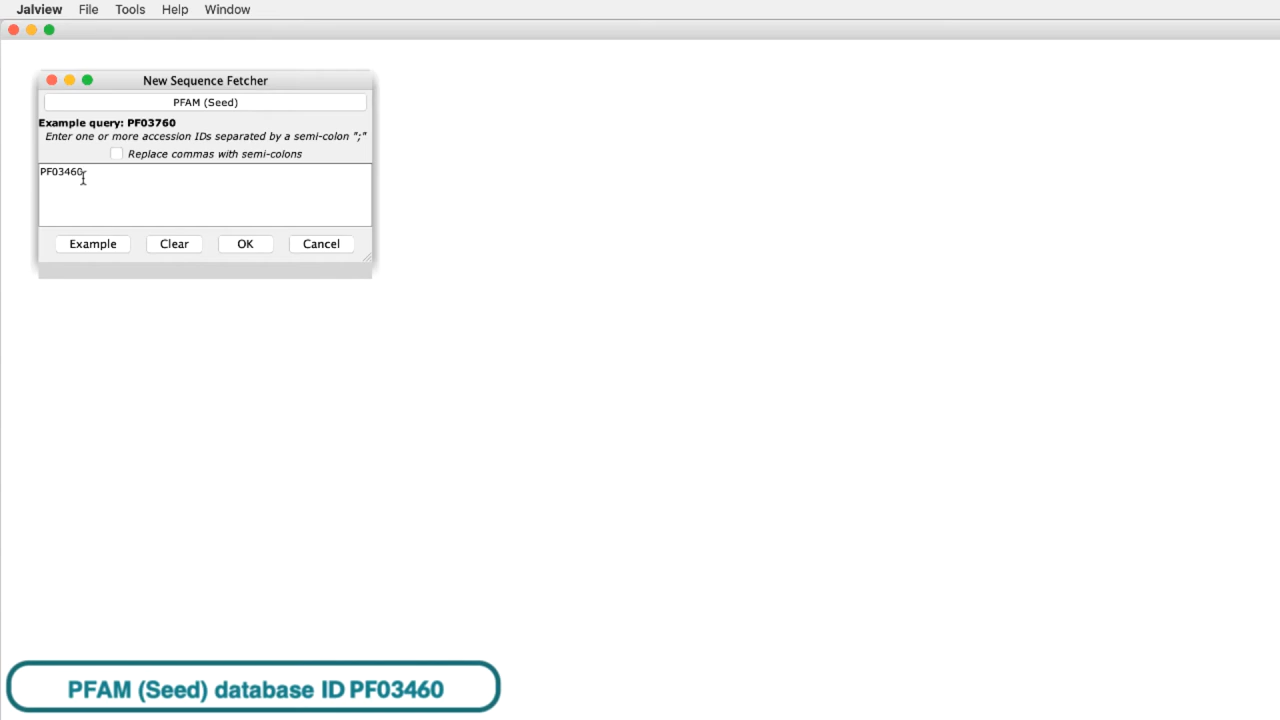 Jalview File Tools Help Window
New Sequence Fetcher
PFAM (Seed)
Example query: PF03760
Enter one or more accession IDs separated by a semi-colon ";"
Replace commas with semi-colons
PF03460
Example Clear OK Cancel
PFAM (Seed) database ID PF03460